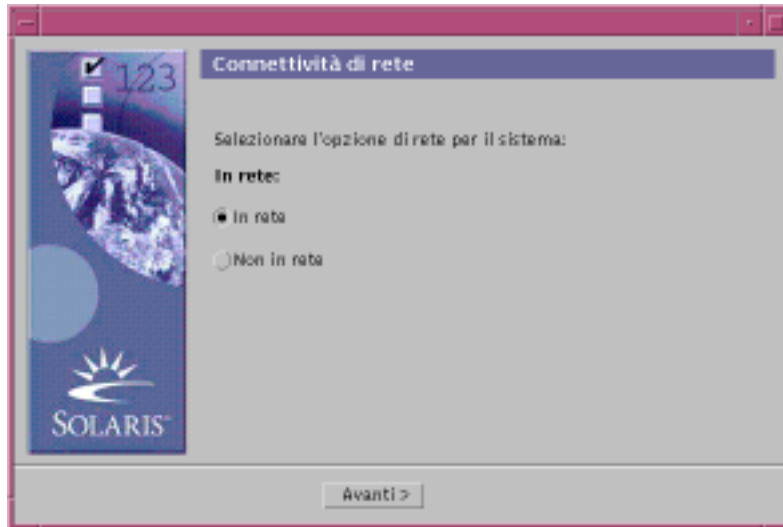 Connettività di rete
123
Selezionare l'opzione di rete per il sistema:
In rete:
In rete
Non in rete
SOLARIS™
Avanti >